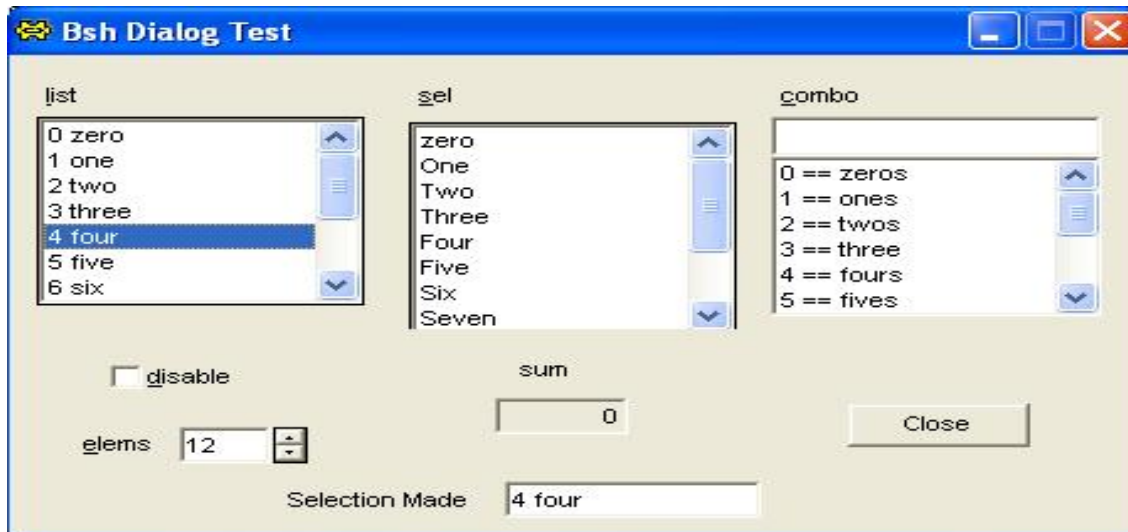 Bsh Dialog Test
list
0 zero
1 one
2 two
3 three
4 four
5 five
6 six
sel
zero
One
Two
Three
Four
Five
Six
Seven
combo
0 == zeros
1 == ones
2 == twos
3 == three
4 == fours
5 == fives
disable
elems 12
sum
0
Close
Selection Made 4 four